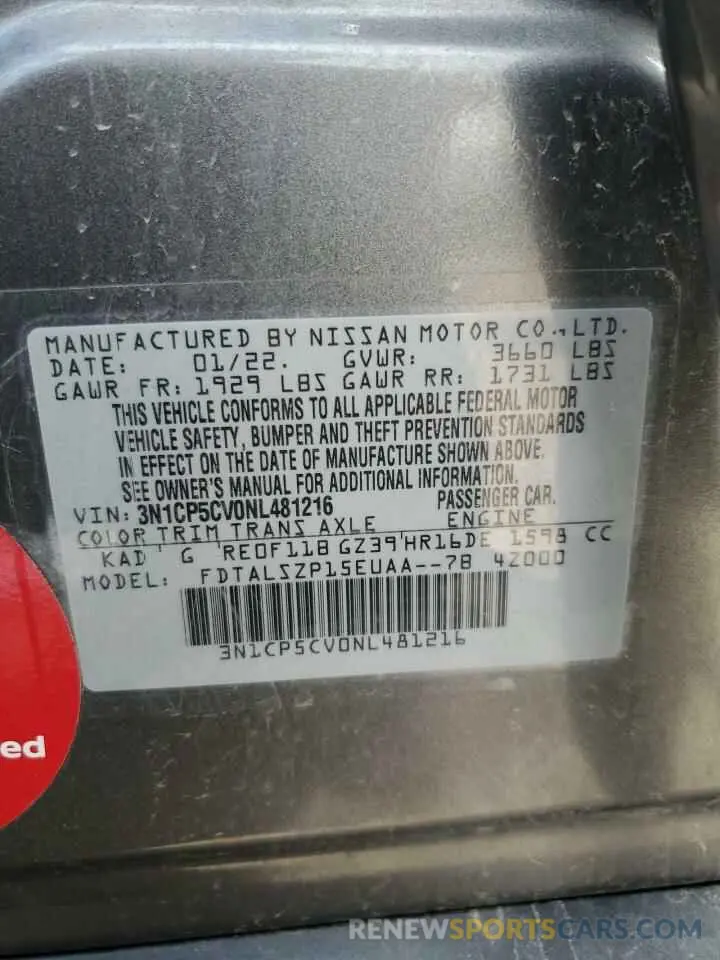 MANUFACTURED BY NISSAN MOTOR CO., LTD.
DATE: 01/22. GVWR: 3660 LBS
GAWR FR: 1929 LBS GAWR RR: 1731 LBS
THIS VEHICLE CONFORMS TO ALL APPLICABLE FEDERAL MOTOR
VEHICLE SAFETY, BUMPER AND THEFT PREVENTION STANDARDS
IN EFFECT ON THE DATE OF MANUFACTURE SHOWN ABOVE.
SEE OWNER'S MANUAL FOR ADDITIONAL INFORMATION.
VIN: 3N1CP5CV0NL481216 PASSENGER CAR.
COLOR TRIM TRANS AXLE ENGINE
KAD G RE0F11B GZ39 HR16DE 1598 CC
MODEL: FDTALSZP15EUAA--78 4Z000
3N1CP5CV0NL481216
ed
RENEWSPORTSCARS.COM